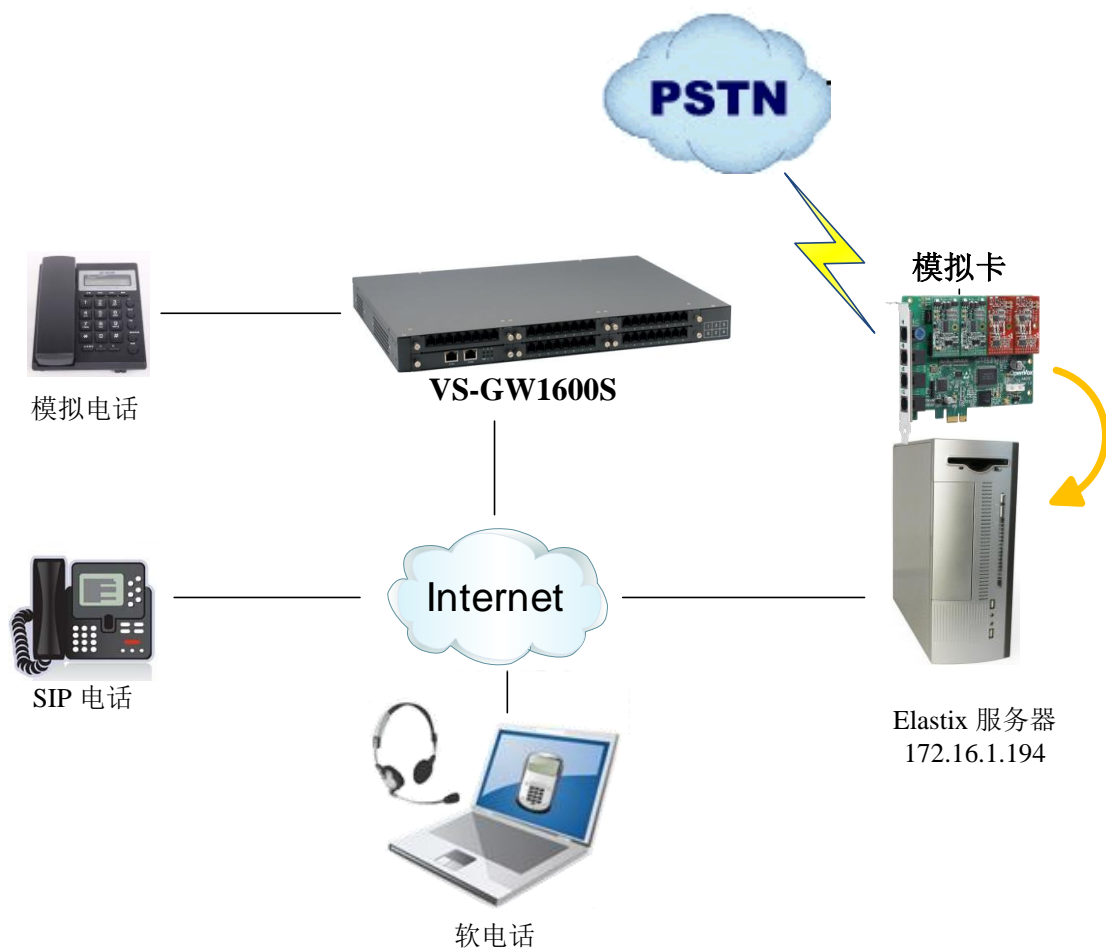 PSTN
模拟卡
OpenVox
VS-GW1600S
模拟电话
Internet
SIP 电话
Elastix 服务器
172.16.1.194
软电话